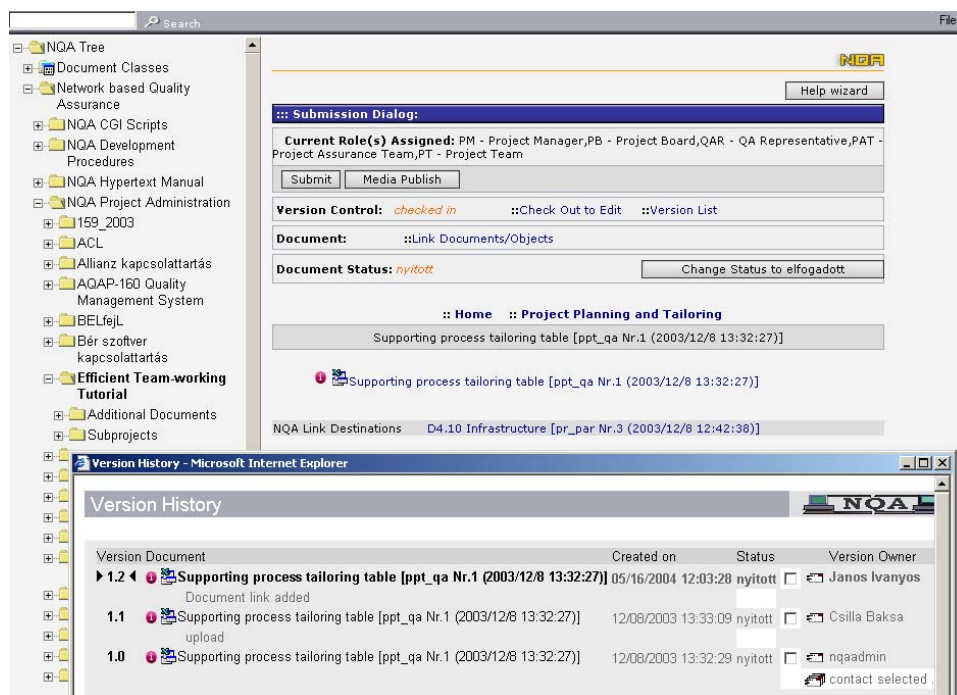 Search
File
NQA Tree
Document Classes
Network based Quality
Assurance
NQA CGI Scripts
NQA Development
Procedures
NQA Hypertext Manual
NQA Project Administration
159_2003
ACL
Allianz kapcsolattartás
AQAP-160 Quality
Management System
BELfejL
Bér szoftver
kapcsolattartás
Efficient Team-working
Tutorial
Additional Documents
Subprojects
NQA
Help wizard
::: Submission Dialog:
Current Role(s) Assigned: PM - Project Manager,PB - Project Board,QAR - QA Representative,PAT -
Project Assurance Team,PT - Project Team
Submit Media Publish
Version Control: checked in ::Check Out to Edit ::Version List
Document: ::Link Documents/Objects
Document Status: nyitott Change Status to elfogadott
:: Home :: Project Planning and Tailoring
Supporting process tailoring table [ppt_qa Nr.1 (2003/12/8 13:32:27)]
Supporting process tailoring table [ppt_qa Nr.1 (2003/12/8 13:32:27)]
NQA Link Destinations D4.10 Infrastructure [pr_par Nr.3 (2003/12/8 12:42:38)]
Version History - Microsoft Internet Explorer
Version History
NQA
Version Document Created on Status Version Owner
1.2 Supporting process tailoring table [ppt_qa Nr.1 (2003/12/8 13:32:27)] 05/16/2004 12:03:28 nyitott Janos Ivanyos
Document link added
1.1 Supporting process tailoring table [ppt_qa Nr.1 (2003/12/8 13:32:27)] 12/08/2003 13:33:09 nyitott Csilla Baksa
upload
1.0 Supporting process tailoring table [ppt_qa Nr.1 (2003/12/8 13:32:27)] 12/08/2003 13:32:29 nyitott nqaadmin
contact selected .